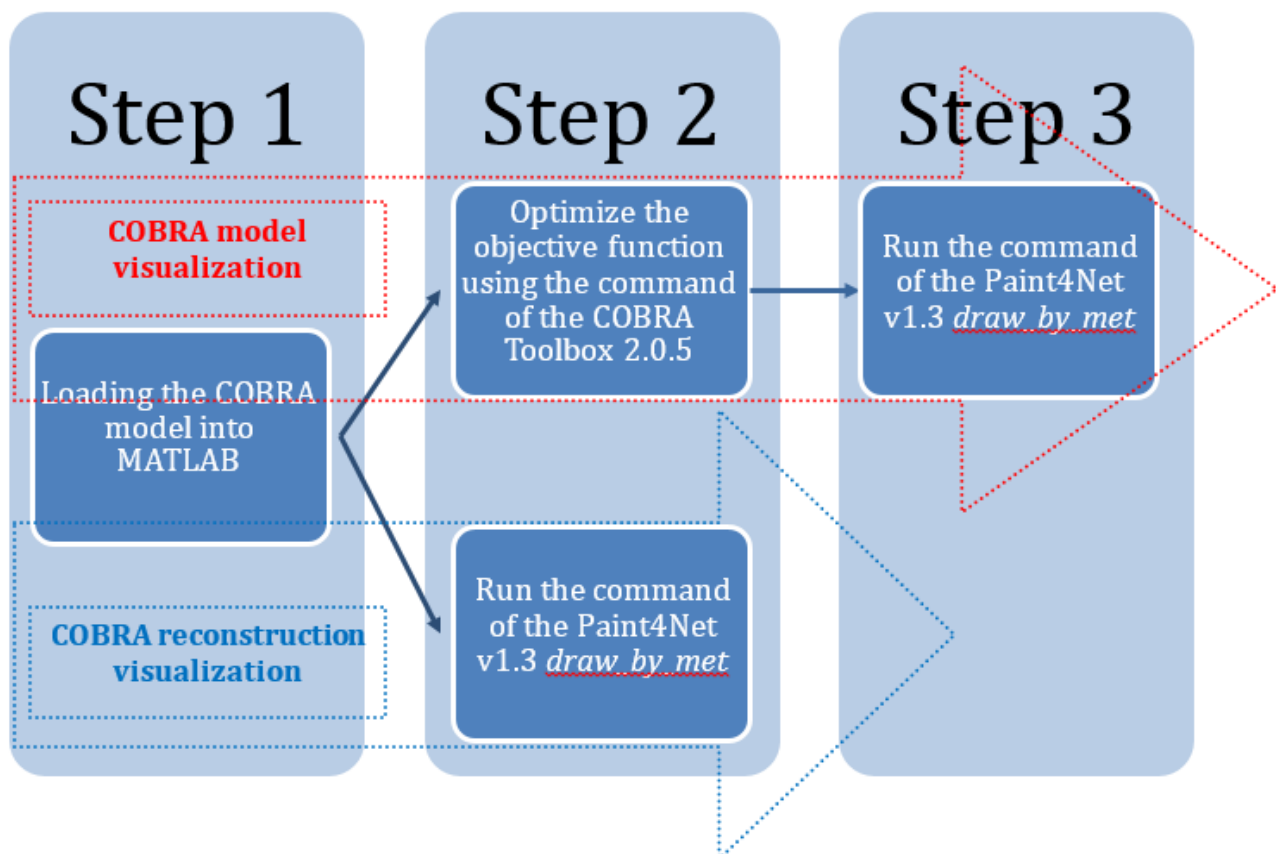 Step 1
COBRA model
visualization
Loading the COBRA
model into
MATLAB
COBRA reconstruction
visualization
Step 2
Optimize the
objective function
using the command
of the COBRA
Toolbox 2.0.5
Run the command
of the Paint4Net
v1.3 draw_by_met
Step 3
Run the command
of the Paint4Net
v1.3 draw_by_met